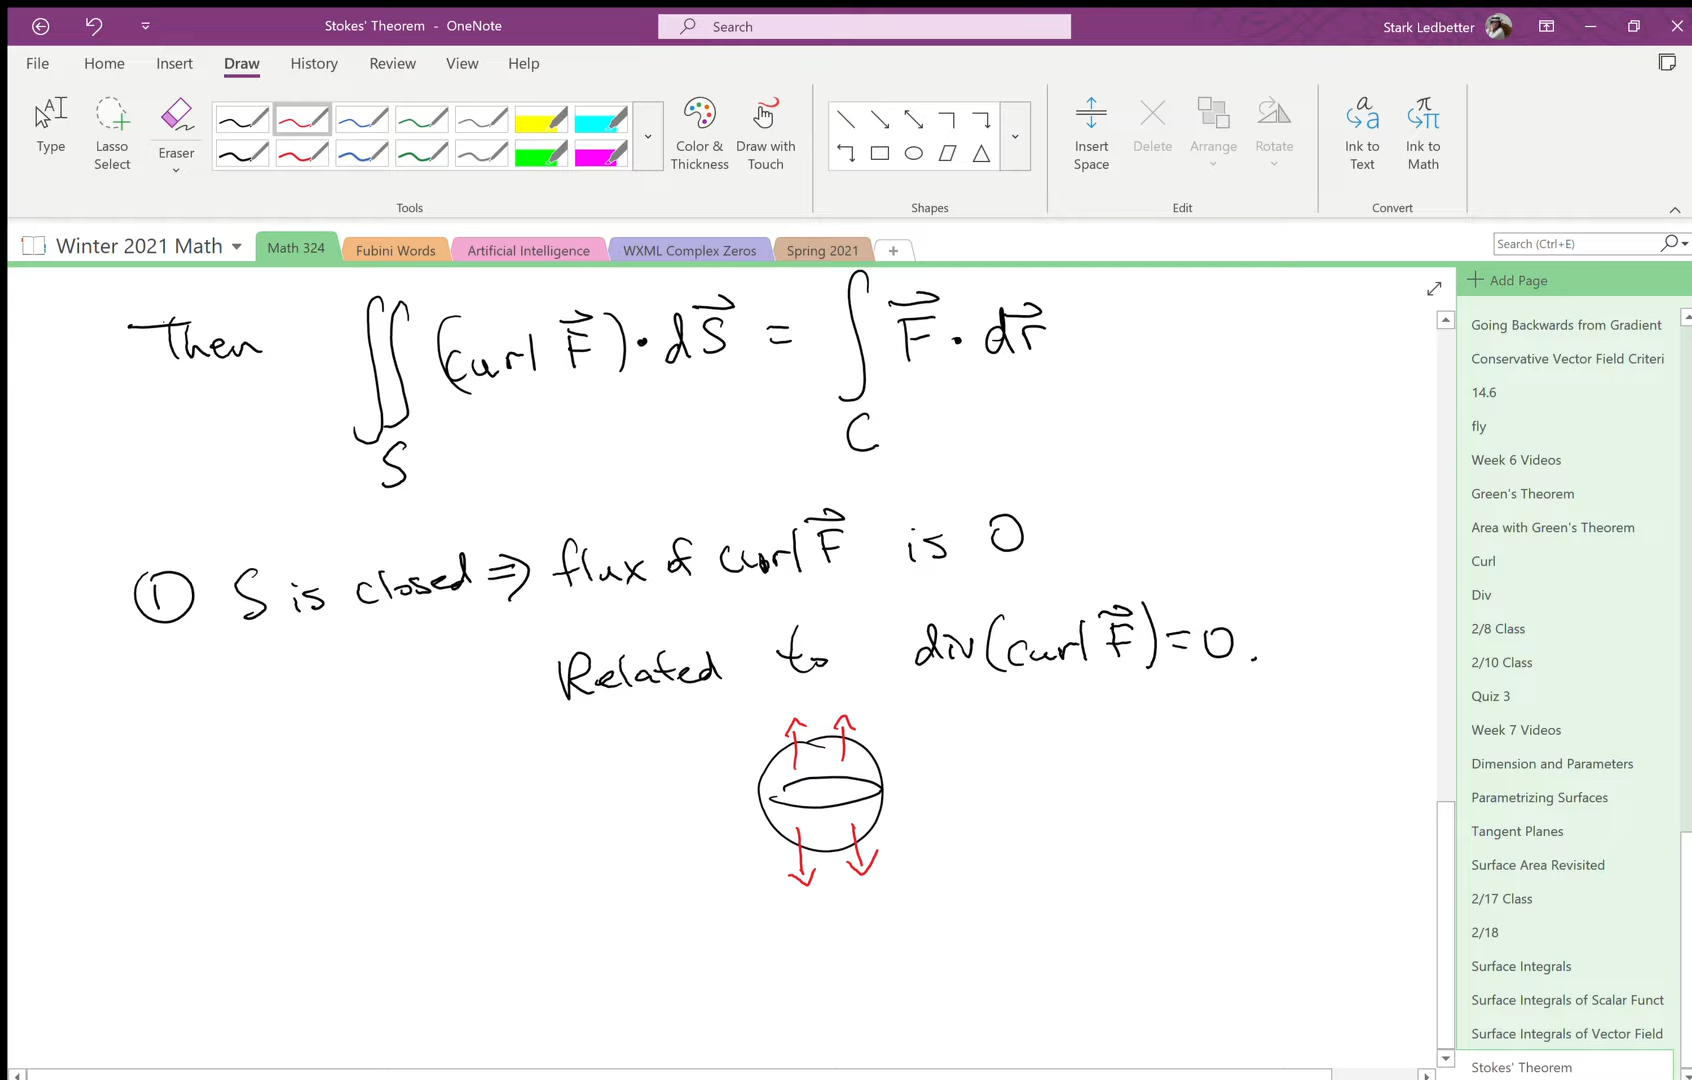 Stokes' Theorem - OneNote
Search
Stark Ledbetter
File Home Insert Draw History Review View Help
Type
Lasso Select
Eraser
Color & Thickness
Draw with Touch
Insert Space
Delete
Arrange
Rotate
Ink to Text
Ink to Math
Tools
Shapes
Edit
Convert
Winter 2021 Math
Math 324
Fubini Words
Artificial Intelligence
WXML Complex Zeros
Spring 2021
Search (Ctrl+E)
Then ∬_S (curl F⃗) · dS⃗ = ∫_C F⃗ · dr⃗
① S is closed ⇒ flux of curl F⃗ is 0
Related to div(curl F⃗) = 0.
Add Page
Going Backwards from Gradient
Conservative Vector Field Criteri
14.6
fly
Week 6 Videos
Green's Theorem
Area with Green's Theorem
Curl
Div
2/8 Class
2/10 Class
Quiz 3
Week 7 Videos
Dimension and Parameters
Parametrizing Surfaces
Tangent Planes
Surface Area Revisited
2/17 Class
2/18
Surface Integrals
Surface Integrals of Scalar Funct
Surface Integrals of Vector Field
Stokes' Theorem